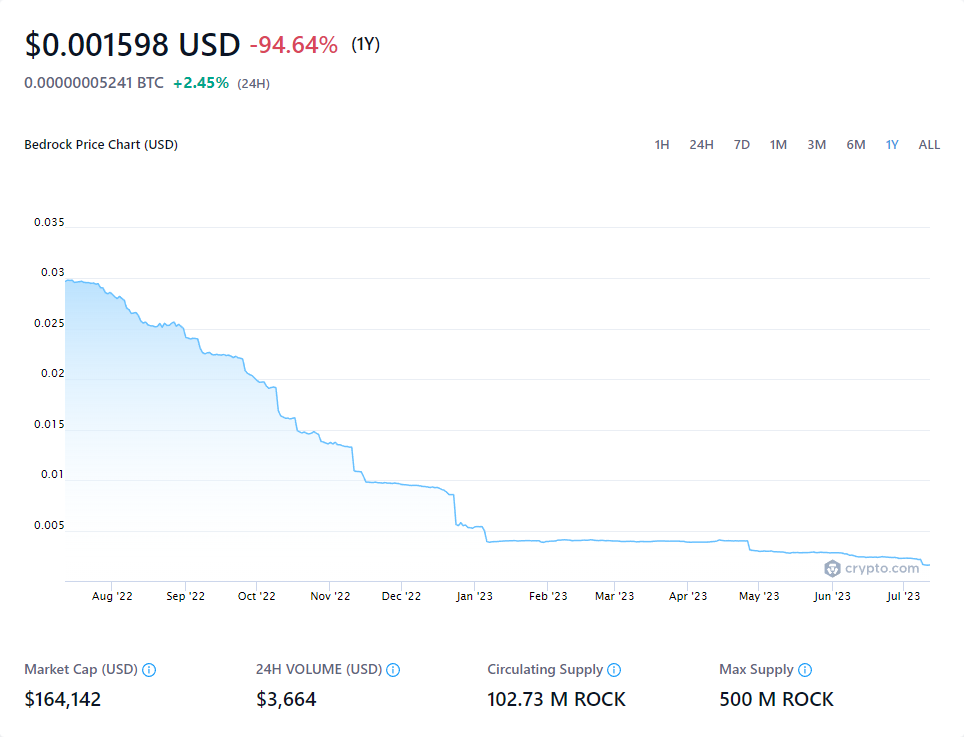 $0.001598 USD -94.64% (1Y)
0.00000005241 BTC +2.45% (24H)
Bedrock Price Chart (USD) 1H 24H 7D 1M 3M 6M 1Y ALL
0.035
0.03
0.025
0.02
0.015
0.01
0.005
crypto.com
Aug '22 Sep '22 Oct '22 Nov '22 Dec '22 Jan '23 Feb '23 Mar '23 Apr '23 May '23 Jun '23 Jul '23
Market Cap (USD) 24H VOLUME (USD) Circulating Supply Max Supply
$164,142 $3,664 102.73 M ROCK 500 M ROCK